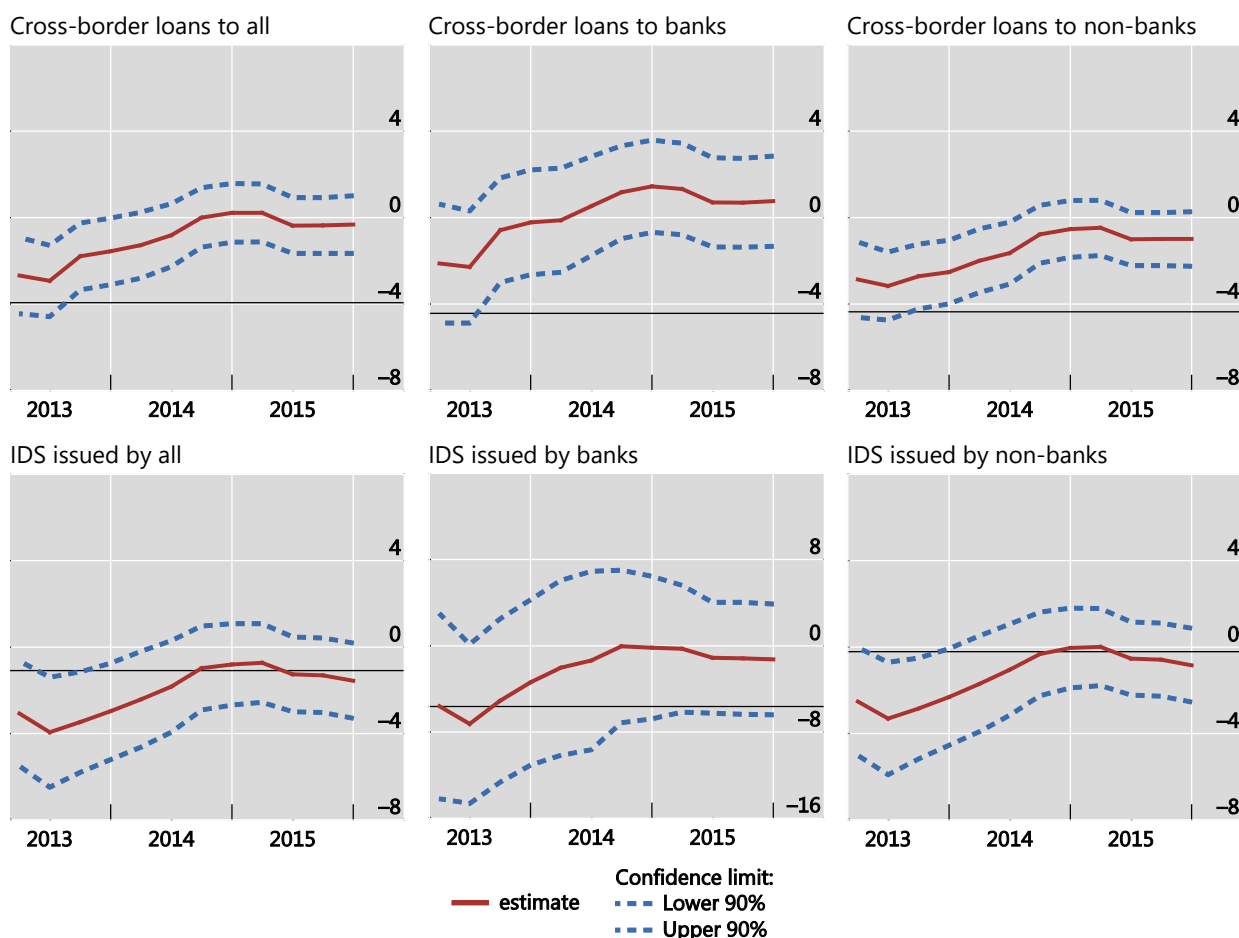 Cross-border loans to all
Cross-border loans to banks
Cross-border loans to non-banks
4
4
4
0
0
0
–4
–4
–4
–8
–8
–8
2013 2014 2015
2013 2014 2015
2013 2014 2015
IDS issued by all
IDS issued by banks
IDS issued by non-banks
4
8
4
0
0
0
–4
–8
–4
–8
–16
–8
2013 2014 2015
2013 2014 2015
2013 2014 2015
estimate
Confidence limit:
Lower 90%
Upper 90%